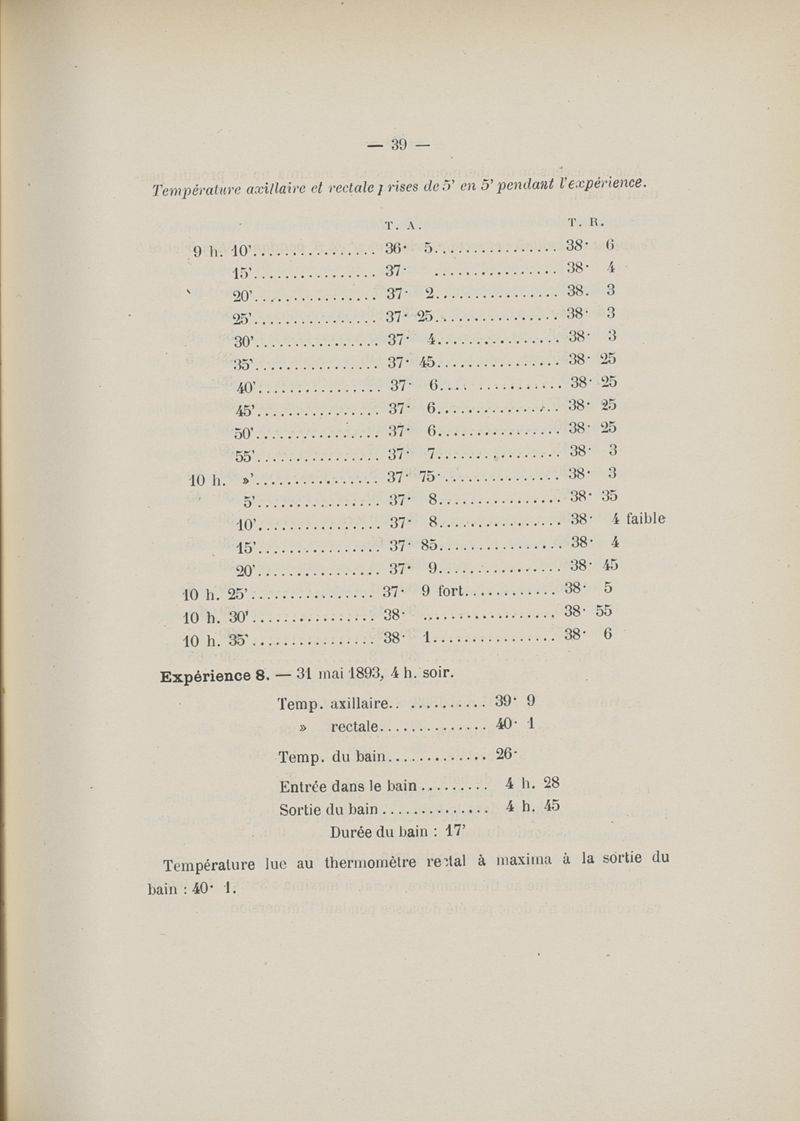 — 39 —
Température axillaire et rectale prises de 5' en 5' pendant l'expérience.
T. A. T. R.
9 h. 10'................ 36· 5................ 38· 6
15'................ 37· ................ 38· 4
20'................ 37· 2................ 38. 3
25'................ 37· 25................ 38· 3
30'................ 37· 4................ 38· 3
35'................ 37· 45................ 38· 25
40'................ 37· 6................ 38· 25
45'................ 37· 6................ 38· 25
50'................ 37· 6................ 38· 25
55'................ 37· 7................ 38· 3
10 h. »'................ 37· 75·................ 38· 3
5'................ 37· 8................ 38· 35
10'................ 37· 8................ 38· 4 faible
15'................ 37· 85................ 38· 4
20'................ 37· 9................ 38· 45
10 h. 25'................ 37· 9 fort............ 38· 5
10 h. 30'................ 38· ................ 38· 55
10 h. 35'................ 38· 1................ 38· 6
Expérience 8. — 31 mai 1893, 4 h. soir.
Temp. axillaire.. .......... 39· 9
» rectale.............. 40· 1
Temp. du bain............. 26·
Entrée dans le bain ......... 4 h. 28
Sortie du bain .............. 4 h. 45
Durée du bain : 17'
Température lue au thermomètre rectal à maxima à la sortie du
bain : 40· 1.